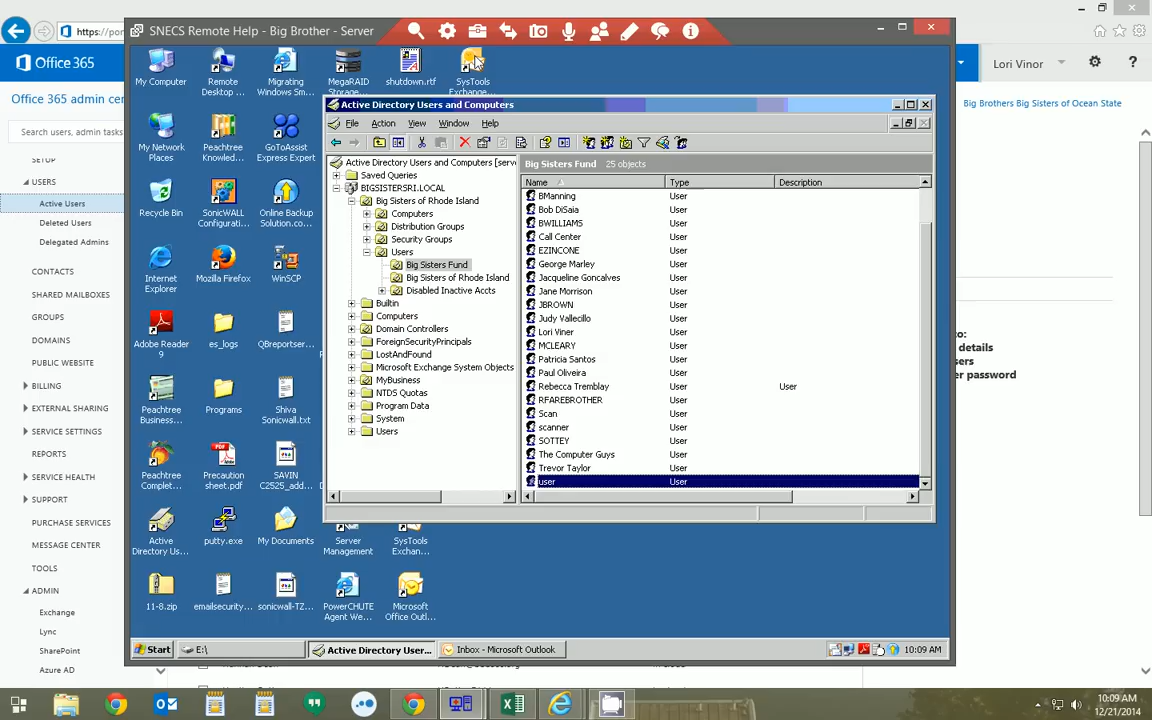 SNECS Remote Help - Big Brother - Server
https://por
Office 365
Lori Vinor
?
Office 365 admin cen
Search users, admin tasks
Big Brothers Big Sisters of Ocean State
SETUP
USERS
Active Users
Deleted Users
Delegated Admins
CONTACTS
SHARED MAILBOXES
GROUPS
DOMAINS
PUBLIC WEBSITE
BILLING
EXTERNAL SHARING
SERVICE SETTINGS
REPORTS
SERVICE HEALTH
SUPPORT
PURCHASE SERVICES
MESSAGE CENTER
TOOLS
ADMIN
Exchange
Lync
SharePoint
Azure AD
My Computer
Remote
Desktop ...
Migrating
Windows Sm...
MegaRAID
Storage...
shutdown.rtf
SysTools
Exchange...
My Network
Places
Peachtree
Knowled...
GoToAssist
Express Expert
Recycle Bin
SonicWALL
Configurati...
Online Backup
Solution.co...
Internet
Explorer
Mozilla Firefox
WinSCP
Adobe Reader
9
es_logs
QBreportser...
Peachtree
Business...
Programs
Shiva
Sonicwall.txt
Peachtree
Complet...
Precaution
sheet.pdf
SAVIN
C2525_add...
Active
Directory Us...
putty.exe
My Documents
Server
Management
SysTools
Exchan...
11-8.zip
emailsecurity...
sonicwall-TZ...
PowerCHUTE
Agent We...
Microsoft
Office Outl...
Active Directory Users and Computers
File Action View Window Help
Active Directory Users and Computers [serve
Saved Queries
BIGSISTERSRI.LOCAL
Big Sisters of Rhode Island
Computers
Distribution Groups
Security Groups
Users
Big Sisters Fund
Big Sisters of Rhode Island
Disabled Inactive Accts
Builtin
Computers
Domain Controllers
ForeignSecurityPrincipals
LostAndFound
Microsoft Exchange System Objects
MyBusiness
NTDS Quotas
Program Data
System
Users
Big Sisters Fund 25 objects
Name Type Description
BManning User
Bob DiSaia User
BWILLIAMS User
Call Center User
EZINCONE User
George Marley User
Jacqueline Goncalves User
Jane Morrison User
JBROWN User
Judy Vallecillo User
Lori Viner User
MCLEARY User
Patricia Santos User
Paul Oliveira User
Rebecca Tremblay User User
RFAREBROTHER User
Scan User
scanner User
SOTTEY User
The Computer Guys User
Trevor Taylor User
user User
to:
details
sers
er password
Start E:\ Active Directory User... Inbox - Microsoft Outlook 10:09 AM
10:09 AM
12/21/2014